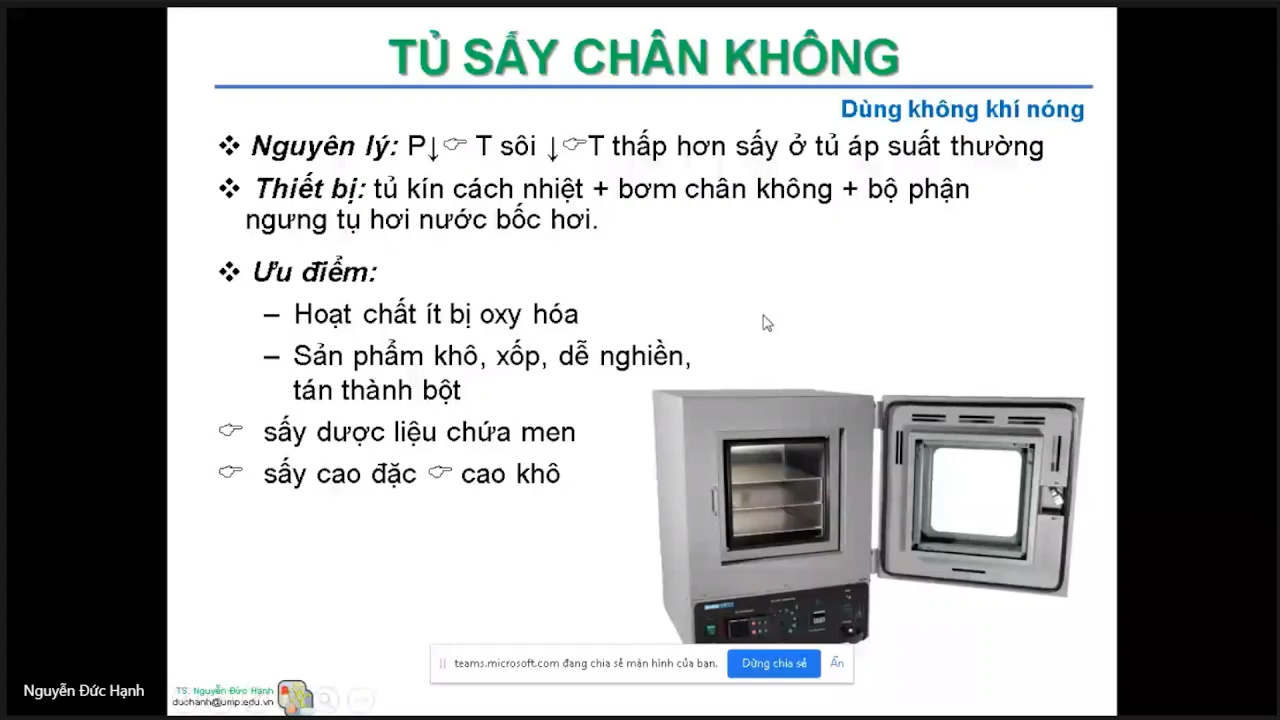 TỦ SẤY CHÂN KHÔNG
Dùng không khí nóng
❖ Nguyên lý: P↓☞ T sôi ↓☞T thấp hơn sấy ở tủ áp suất thường
❖ Thiết bị: tủ kín cách nhiệt + bơm chân không + bộ phận
ngưng tụ hơi nước bốc hơi.
❖ Ưu điểm:
– Hoạt chất ít bị oxy hóa
– Sản phẩm khô, xốp, dễ nghiền,
tán thành bột
☞ sấy dược liệu chứa men
☞ sấy cao đặc ☞ cao khô
teams.microsoft.com đang chia sẻ màn hình của bạn.
Dừng chia sẻ
Ẩn
Nguyễn Đức Hạnh
TS. Nguyễn Đức Hạnh
duchanh@ump.edu.vn